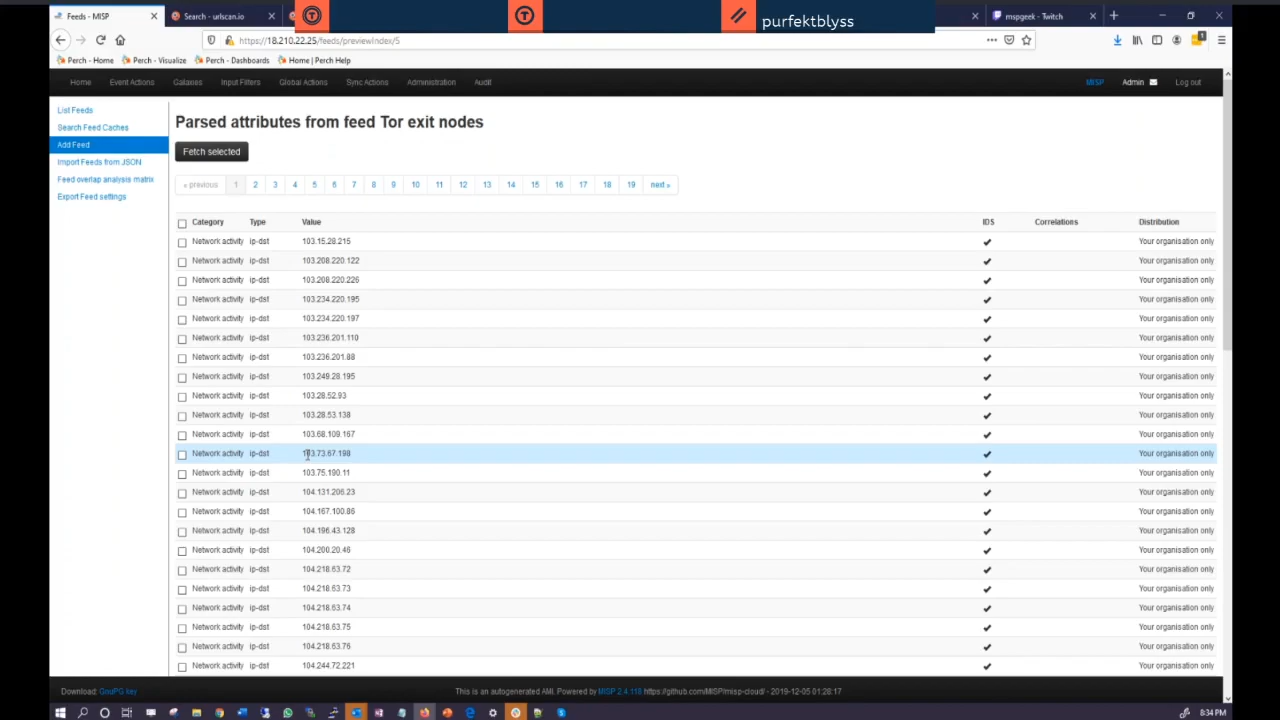 Feeds - MISP
Search - urlscan.io
purfektblyss
mspgeek - Twitch
https://18.210.22.25/feeds/previewIndex/5
Perch - Home
Perch - Visualize
Perch - Dashboards
Home | Perch Help
Home Event Actions Galaxies Input Filters Global Actions Sync Actions Administration Audit MISP Admin Log out
List Feeds
Search Feed Caches
Add Feed
Import Feeds from JSON
Feed overlap analysis matrix
Export Feed settings
Parsed attributes from feed Tor exit nodes
Fetch selected
« previous 1 2 3 4 5 6 7 8 9 10 11 12 13 14 15 16 17 18 19 next »
Category Type Value IDS Correlations Distribution
Network activity ip-dst 103.15.28.215 Your organisation only
Network activity ip-dst 103.208.220.122 Your organisation only
Network activity ip-dst 103.208.220.226 Your organisation only
Network activity ip-dst 103.234.220.195 Your organisation only
Network activity ip-dst 103.234.220.197 Your organisation only
Network activity ip-dst 103.236.201.110 Your organisation only
Network activity ip-dst 103.236.201.88 Your organisation only
Network activity ip-dst 103.249.28.195 Your organisation only
Network activity ip-dst 103.28.52.93 Your organisation only
Network activity ip-dst 103.28.53.138 Your organisation only
Network activity ip-dst 103.68.109.167 Your organisation only
Network activity ip-dst 103.73.67.198 Your organisation only
Network activity ip-dst 103.75.190.11 Your organisation only
Network activity ip-dst 104.131.206.23 Your organisation only
Network activity ip-dst 104.167.100.86 Your organisation only
Network activity ip-dst 104.196.43.128 Your organisation only
Network activity ip-dst 104.200.20.46 Your organisation only
Network activity ip-dst 104.218.63.72 Your organisation only
Network activity ip-dst 104.218.63.73 Your organisation only
Network activity ip-dst 104.218.63.74 Your organisation only
Network activity ip-dst 104.218.63.75 Your organisation only
Network activity ip-dst 104.218.63.76 Your organisation only
Network activity ip-dst 104.244.72.221 Your organisation only
Download: GnuPG key This is an autogenerated AMI. Powered by MISP 2.4.118 https://github.com/MISP/misp-cloud/ - 2019-12-05 01:28:17
8:34 PM